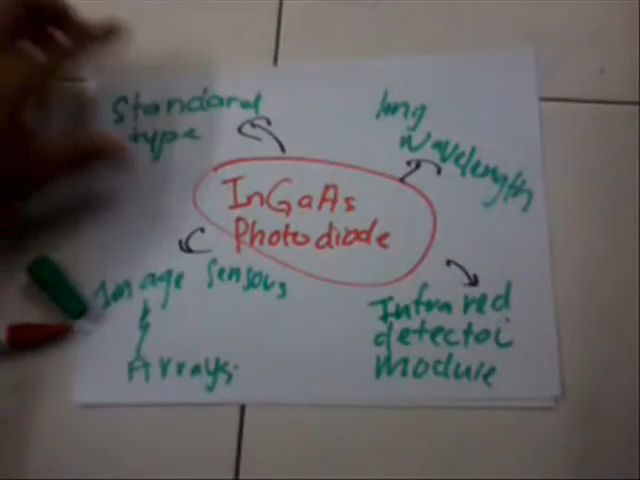 Standard
type
long
wavelength
InGaAs
Photodiode
Image Sensors
Arrays.
Infrared
detector
module